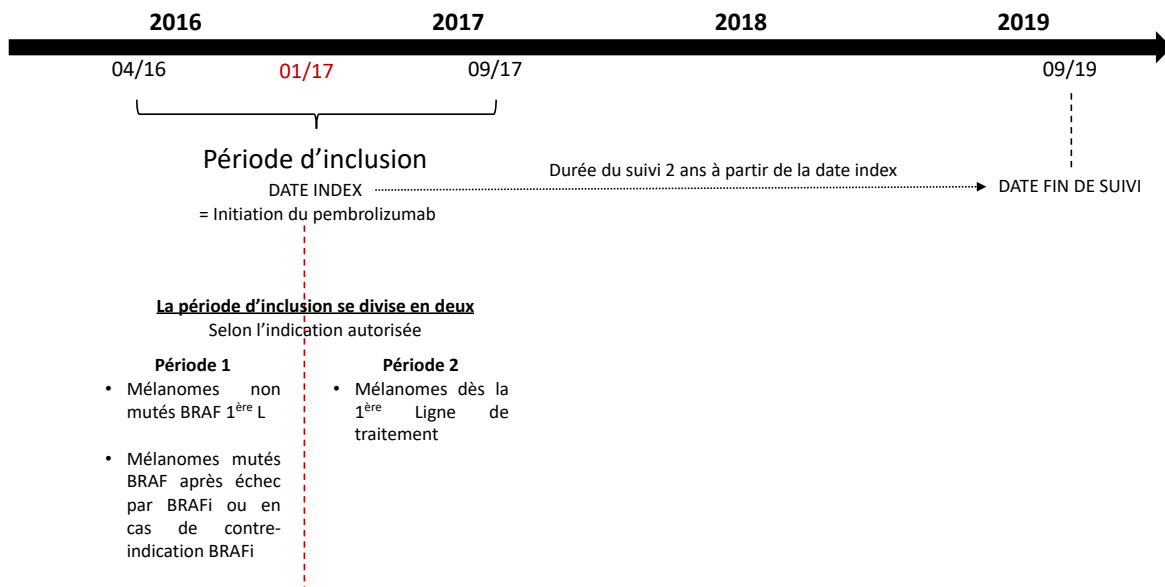 2016 2017 2018 2019
04/16 01/17 09/17 09/19
Période d’inclusion
Durée du suivi 2 ans à partir de la date index
DATE INDEX
DATE FIN DE SUIVI
= Initiation du pembrolizumab
La période d’inclusion se divise en deux
Selon l’indication autorisée
Période 1
• Mélanomes non
mutés BRAF 1ère L
• Mélanomes mutés
BRAF après échec
par BRAFi ou en
cas de contre-
indication BRAFi
Période 2
• Mélanomes dès la
1ère Ligne de
traitement